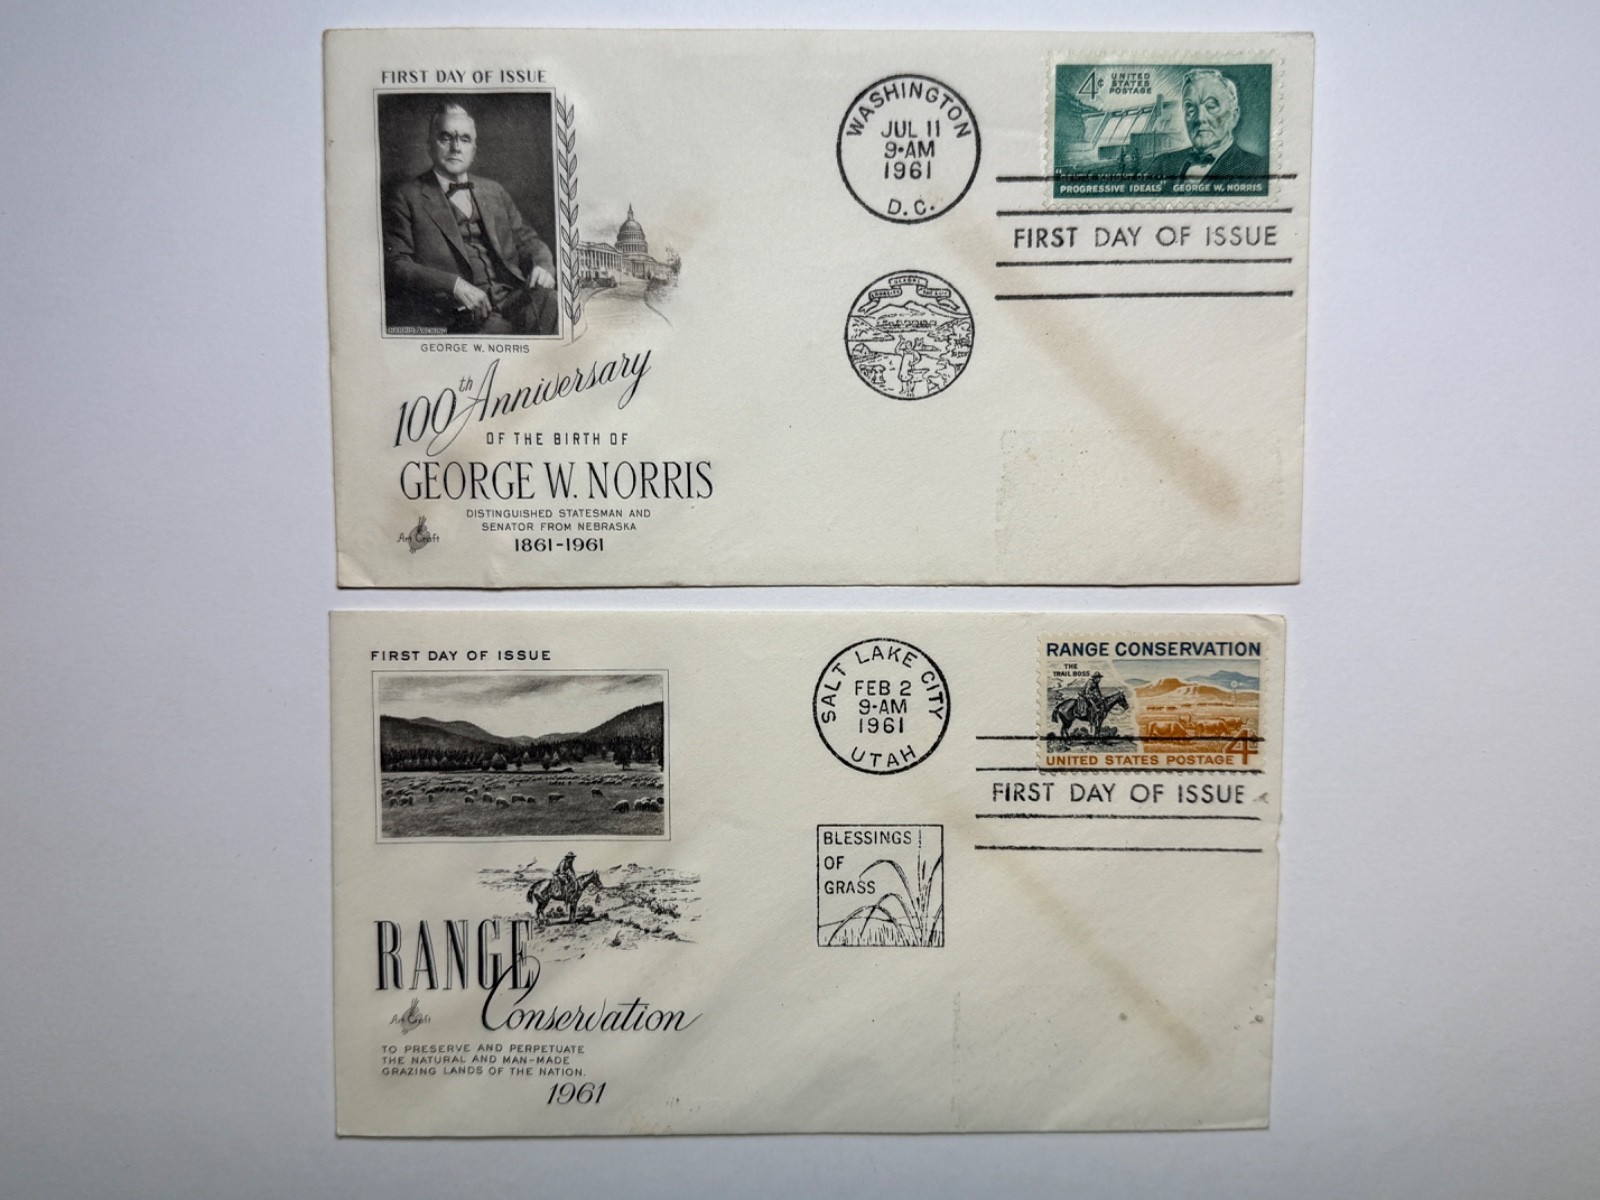 FIRST DAY OF ISSUE
HARRIS & EWING
GEORGE W. NORRIS
100th Anniversary
OF THE BIRTH OF
GEORGE W. NORRIS
DISTINGUISHED STATESMAN AND
SENATOR FROM NEBRASKA
1861-1961
Art Craft
WASHINGTON
JUL 11
9•AM
1961
D.C.
4¢ UNITED
STATES
POSTAGE
PROGRESSIVE IDEALS" GEORGE W. NORRIS
FIRST DAY OF ISSUE
FIRST DAY OF ISSUE
RANGE
Conservation
Art Craft
TO PRESERVE AND PERPETUATE
THE NATURAL AND MAN-MADE
GRAZING LANDS OF THE NATION.
1961
SALT LAKE CITY
FEB 2
9-AM
1961
UTAH
BLESSINGS
OF
GRASS
RANGE CONSERVATION
THE
TRAIL BOSS
4¢
UNITED STATES POSTAGE
FIRST DAY OF ISSUE